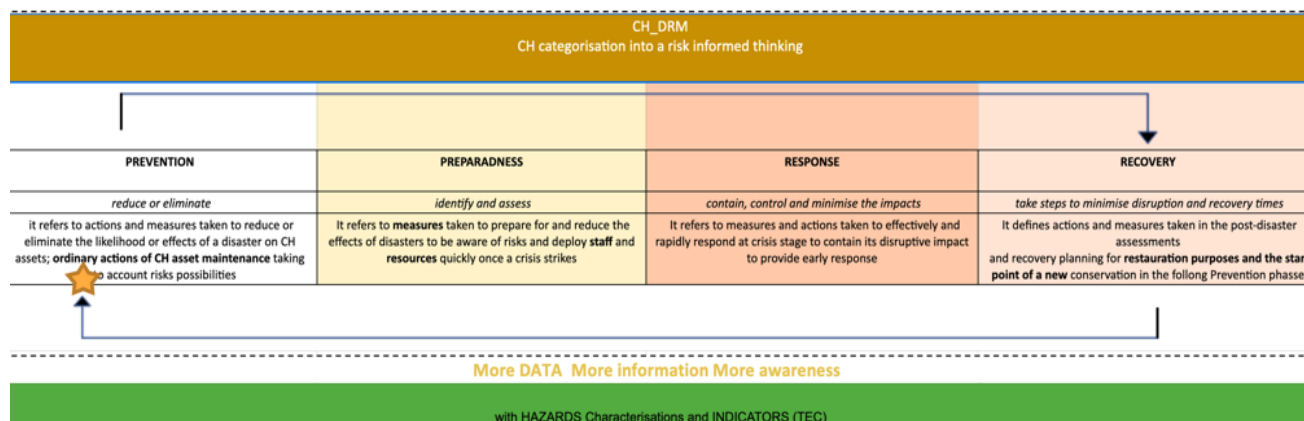 CH_DRM
CH categorisation into a risk informed thinking
PREVENTION
reduce or eliminate
it refers to actions and measures taken to reduce or
eliminate the likelihood or effects of a disaster on CH
assets; ordinary actions of CH asset maintenance taking
account risks possibilities
PREPARADNESS
identify and assess
It refers to measures taken to prepare for and reduce the
effects of disasters to be aware of risks and deploy staff and
resources quickly once a crisis strikes
RESPONSE
contain, control and minimise the impacts
It refers to measures and actions taken to effectively and
rapidly respond at crisis stage to contain its disruptive impact
to provide early response
RECOVERY
take steps to minimise disruption and recovery times
It defines actions and measures taken in the post-disaster
assessments
and recovery planning for restauration purposes and the star
point of a new conservation in the follong Prevention phasse
More DATA More information More awareness
with HAZARDS Characterisations and INDICATORS (TEC)